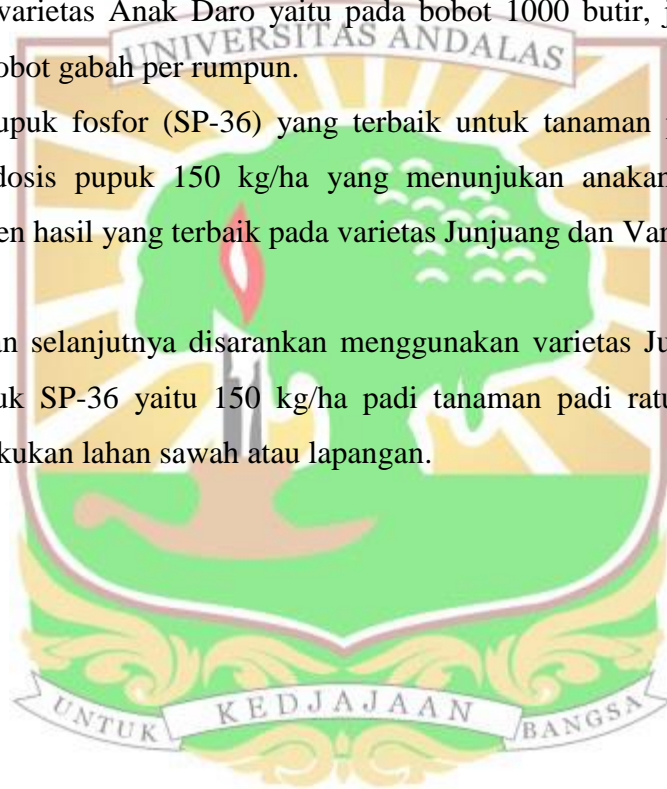 varietas Anak Daro yaitu pada bobot 1000 butir,
UNIVERSITAS ANDALAS
obot gabah per rumpun.
upuk fosfor (SP-36) yang terbaik untuk tanaman
dosis pupuk 150 kg/ha yang menunjukan anakan
en hasil yang terbaik pada varietas Junjuang dan Var
an selanjutnya disarankan menggunakan varietas Ju
uk SP-36 yaitu 150 kg/ha padi tanaman padi ratu
kukan lahan sawah atau lapangan.
UNTUK KEDJAJAAN BANGSA